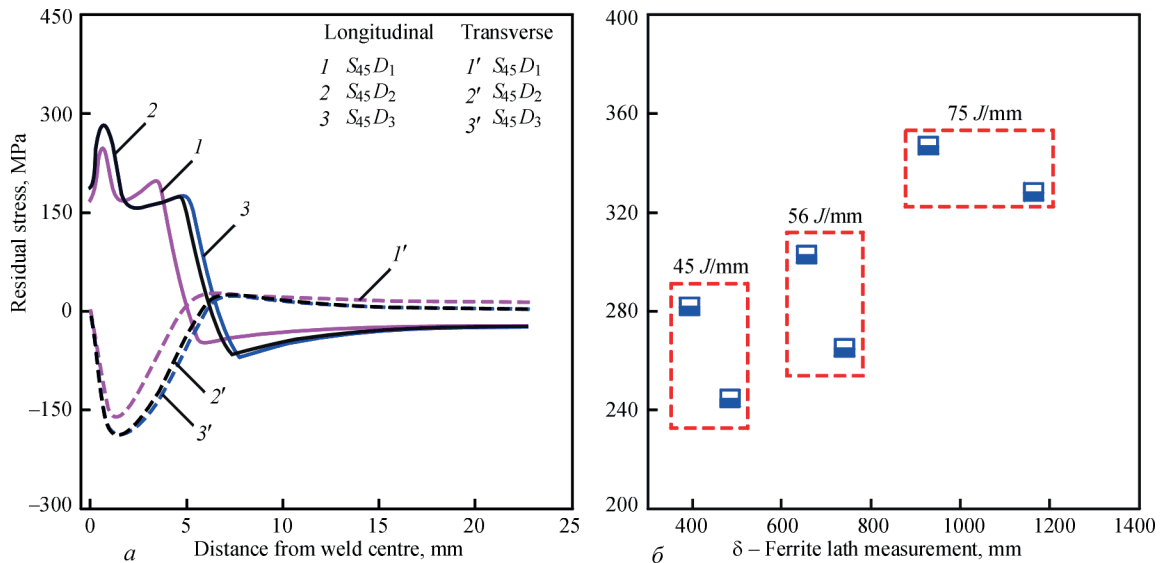 450
300
150
0
–150
–300
Residual stress, MPa
Longitudinal Transverse
1 S₄₅D₁ 1′ S₄₅D₁
2 S₄₅D₂ 2′ S₄₅D₂
3 S₄₅D₃ 3′ S₄₅D₃
2
1
3
1′
2′
3′
0 5 10 15 20 25
а Distance from weld centre, mm
400
360
320
280
240
200
75 J/mm
56 J/mm
45 J/mm
400 600 800 1000 1200 1400
б δ – Ferrite lath measurement, mm